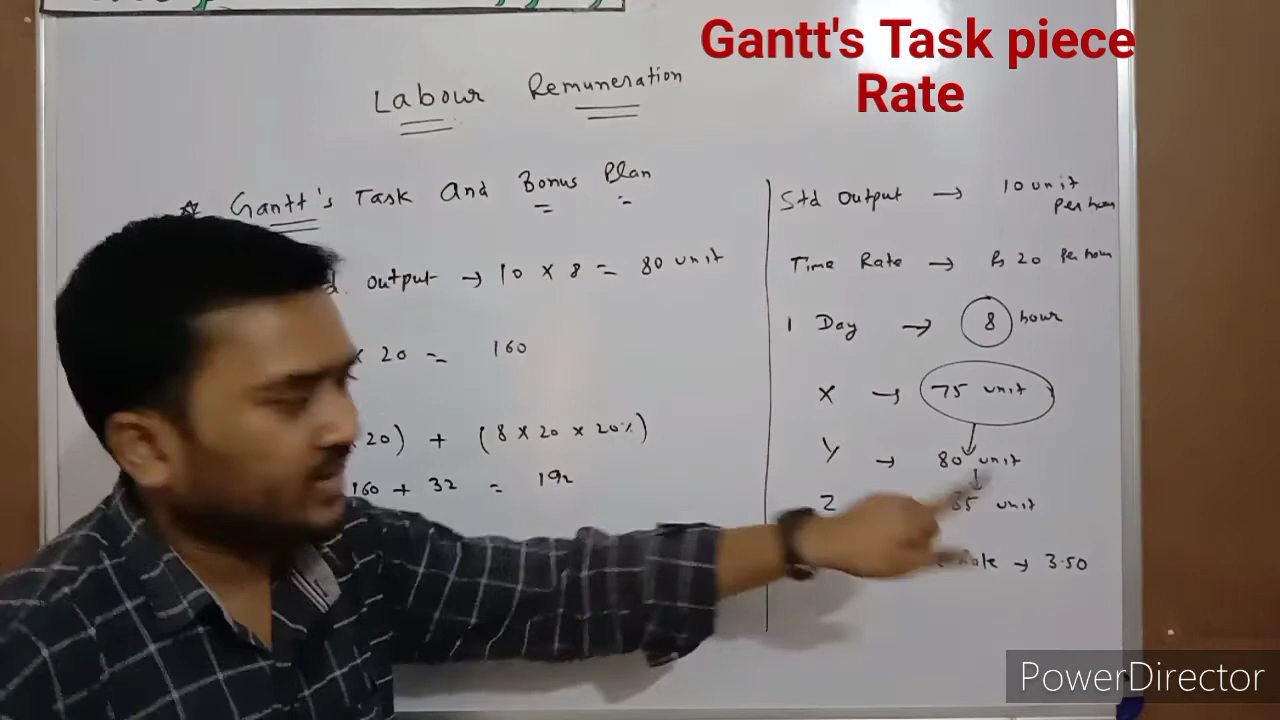 Gantt's Task piece
Rate
Labour Remuneration
Gantt's Task And Bonus Plan
output → 10 × 8 = 80 unit
× 20 = 160
20) + (8 × 20 × 20%)
160 + 32 = 192
Std Output → 10 unit
Per hour
Time Rate → Rs 20 Per hour
1 Day → 8 hour
X → 75 unit
Y → 80 unit
Z unit
→ 3.50
PowerDirector